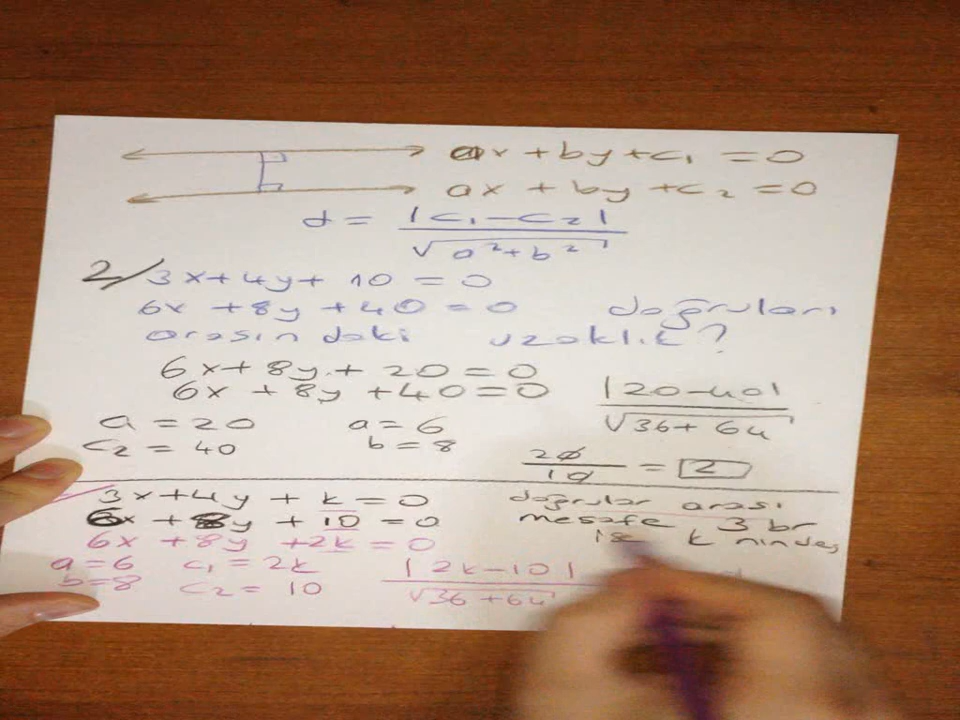 ax + by + c₁ = 0
ax + by + c₂ = 0
d = |c₁ - c₂| / √(a² + b²)
2/ 3x + 4y + 10 = 0
6x + 8y + 40 = 0 doğruları
arasındaki uzaklık?
6x + 8y + 20 = 0
6x + 8y + 40 = 0
|20 - 40| / √(36 + 64)
a = 20 a = 6
c₂ = 40 b = 8
20 / 10 = 2
3x + 4y + k = 0 doğrular arası
6x + 8y + 10 = 0 mesafe 3 br
6x + 8y + 2k = 0 k
a = 6 c₁ = 2k
b = 8 c₂ = 10
|2k - 10| / √(36 + 64)